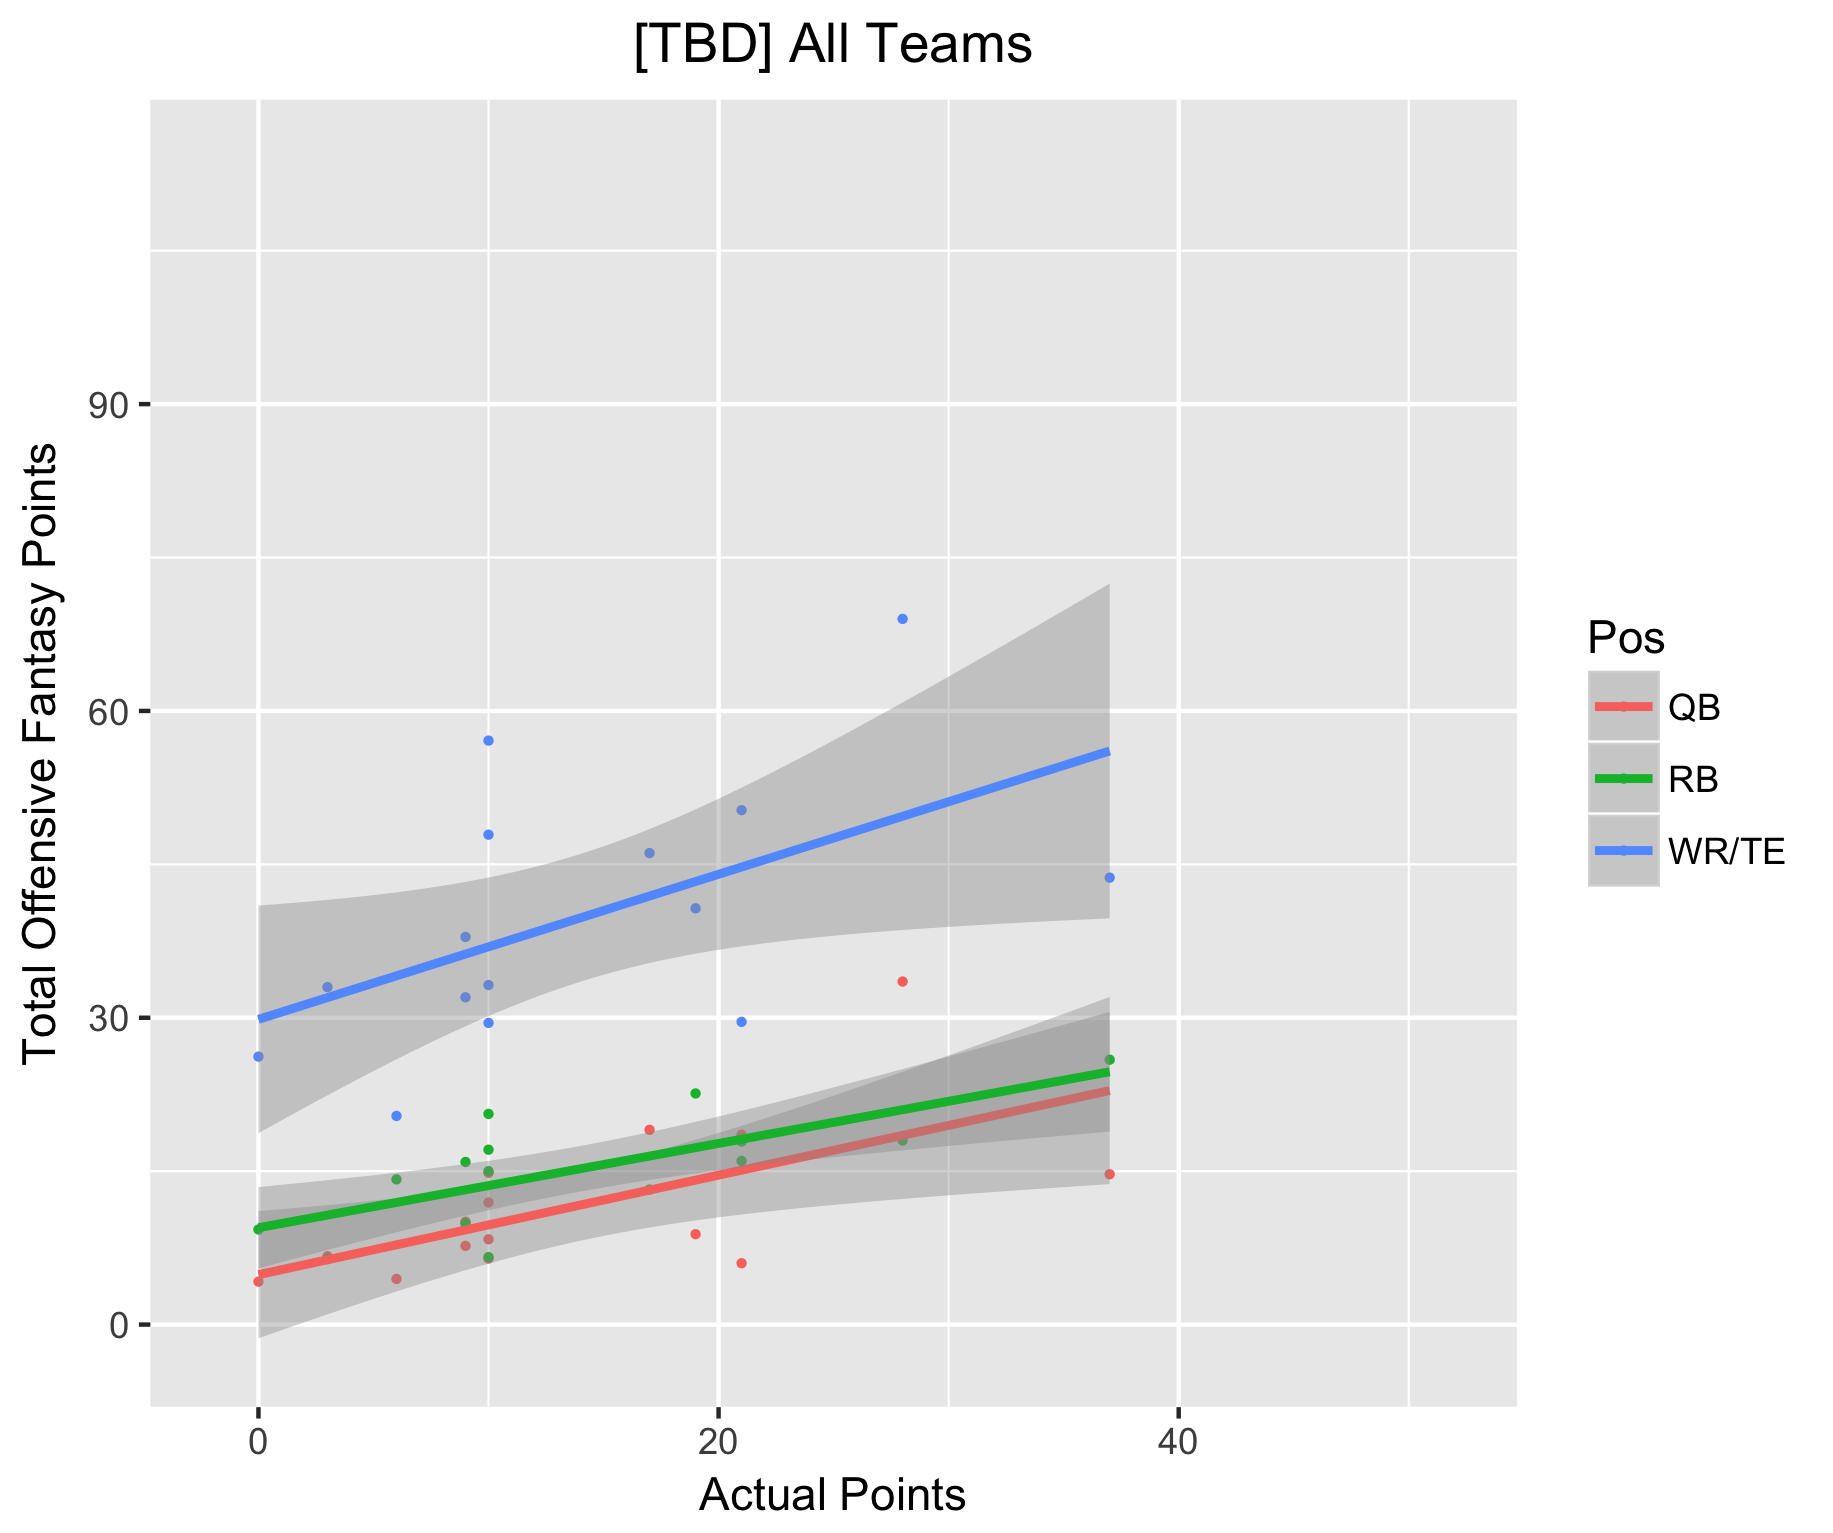 [TBD] All Teams
Total Offensive Fantasy Points
90
60
30
0
0
20
40
Actual Points
Pos
QB
RB
WR/TE